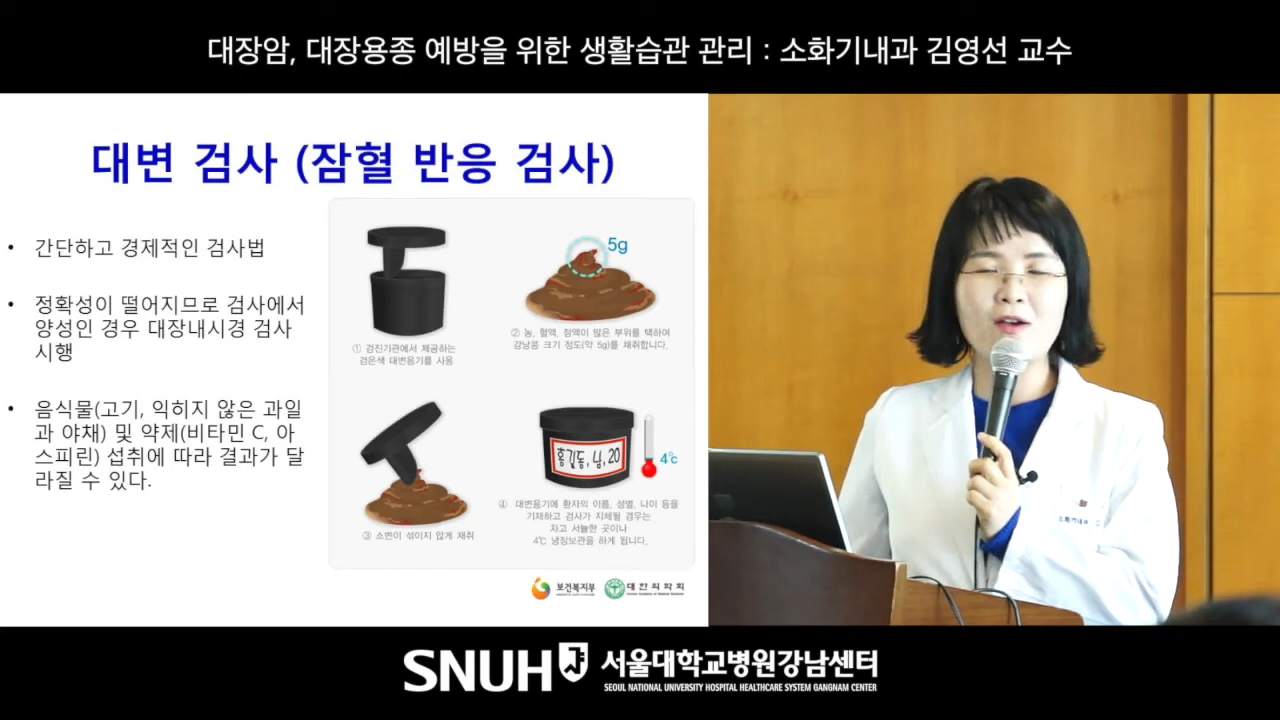 대장암, 대장용종 예방을 위한 생활습관 관리 : 소화기내과 김영선 교수
대변 검사 (잠혈 반응 검사)
• 간단하고 경제적인 검사법
• 정확성이 떨어지므로 검사에서
양성인 경우 대장내시경 검사
시행
• 음식물(고기, 익히지 않은 과일
과 야채) 및 약제(비타민 C, 아
스피린) 섭취에 따라 결과가 달
라질 수 있다.
① 검진기관에서 제공하는
검은색 대변용기를 사용
5g
② 농, 혈액, 점액이 많은 부위를 택하여
강낭콩 크기 정도(약 5g)를 채취합니다.
③ 소변이 섞이지 않게 채취
홍길동, 남, 20
4℃
④ 대변용기에 환자의 이름, 성별, 나이 등을
기재하고 검사가 지체될 경우는
차고 서늘한 곳이나
4℃ 냉장보관을 하게 됩니다.
보건복지부
대한의학회
SNUH 서울대학교병원강남센터
SEOUL NATIONAL UNIVERSITY HOSPITAL HEALTHCARE SYSTEM GANGNAM CENTER